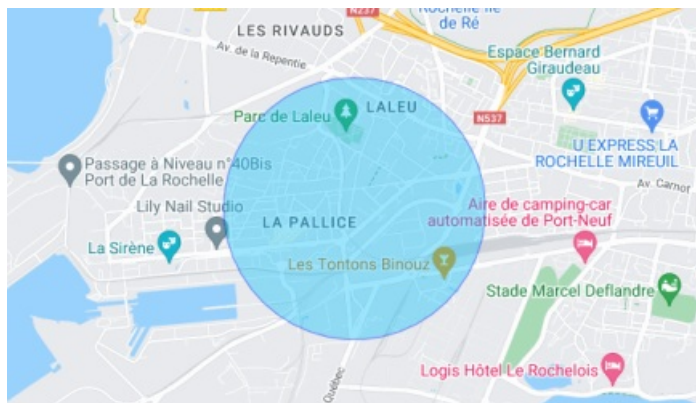 N237
Rochelle Île
de Ré
LES RIVAUDS
Av. de la Repentie
Espace Bernard
Giraudeau
LALEU
Parc de Laleu
N537
U EXPRESS LA
ROCHELLE MIREUIL
Passage à Niveau n°40Bis
Port de La Rochelle
Av. Carnot
Lily Nail Studio
Aire de camping-car
automatisée de Port-Neuf
LA PALLICE
La Sirène
Les Tontons Binouz
Stade Marcel Deflandre
Logis Hôtel Le Rochelois
Québec